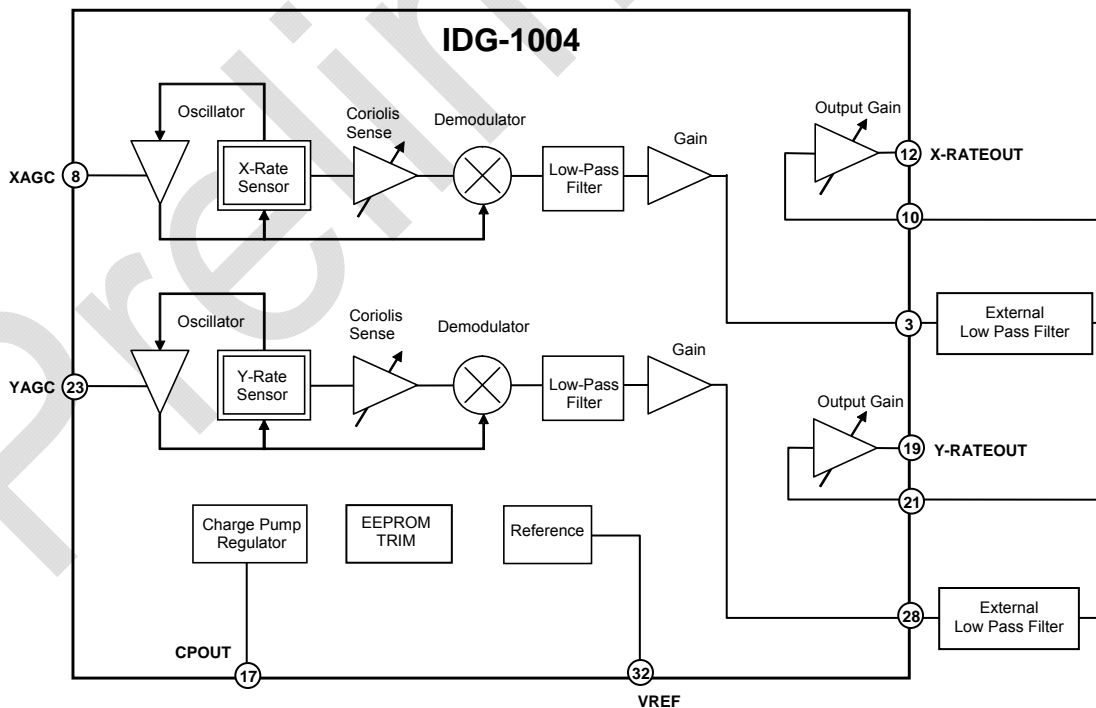 IDG-1004
Oscillator
Coriolis
Sense
Demodulator
Gain
Output Gain
XAGC
8
X-Rate
Sensor
Low-Pass
Filter
12
X-RATEOUT
10
Oscillator
Coriolis
Sense
Demodulator
Gain
3
External
Low Pass Filter
YAGC
23
Y-Rate
Sensor
Low-Pass
Filter
Output Gain
19
Y-RATEOUT
21
Charge Pump
Regulator
EEPROM
TRIM
Reference
28
External
Low Pass Filter
CPOUT
17
32
VREF
Prelim